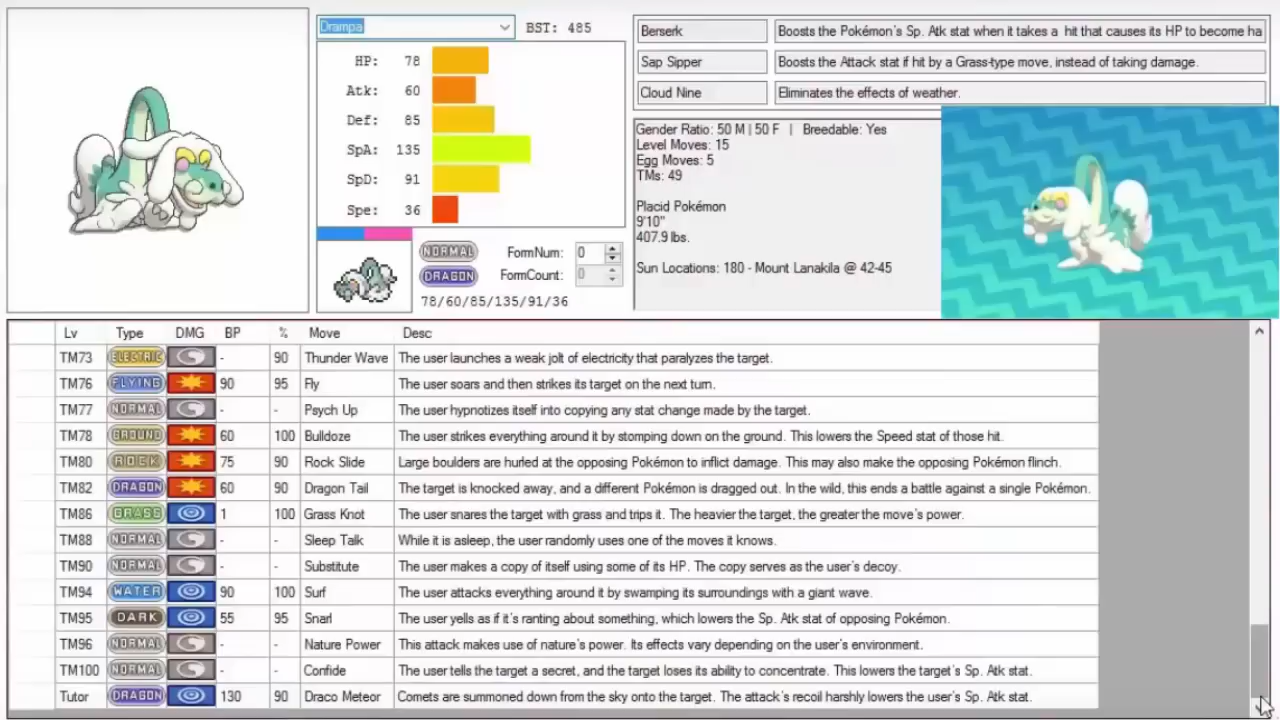 Drampa
BST: 485
HP: 78
Atk: 60
Def: 85
SpA: 135
SpD: 91
Spe: 36
NORMAL
DRAGON
FormNum: 0
FormCount: 0
78/60/85/135/91/36
Berserk Boosts the Pokémon's Sp. Atk stat when it takes a hit that causes its HP to become ha
Sap Sipper Boosts the Attack stat if hit by a Grass-type move, instead of taking damage.
Cloud Nine Eliminates the effects of weather.
Gender Ratio: 50 M | 50 F | Breedable: Yes
Level Moves: 15
Egg Moves: 5
TMs: 49
Placid Pokémon
9'10"
407.9 lbs.
Sun Locations: 180 - Mount Lanakila @ 42-45
Lv Type DMG BP % Move Desc
TM73 ELECTRIC - 90 Thunder Wave The user launches a weak jolt of electricity that paralyzes the target.
TM76 FLYING 90 95 Fly The user soars and then strikes its target on the next turn.
TM77 NORMAL - - Psych Up The user hypnotizes itself into copying any stat change made by the target.
TM78 GROUND 60 100 Bulldoze The user strikes everything around it by stomping down on the ground. This lowers the Speed stat of those hit.
TM80 ROCK 75 90 Rock Slide Large boulders are hurled at the opposing Pokémon to inflict damage. This may also make the opposing Pokémon flinch.
TM82 DRAGON 60 90 Dragon Tail The target is knocked away, and a different Pokémon is dragged out. In the wild, this ends a battle against a single Pokémon.
TM86 GRASS 1 100 Grass Knot The user snares the target with grass and trips it. The heavier the target, the greater the move's power.
TM88 NORMAL - - Sleep Talk While it is asleep, the user randomly uses one of the moves it knows.
TM90 NORMAL - - Substitute The user makes a copy of itself using some of its HP. The copy serves as the user's decoy.
TM94 WATER 90 100 Surf The user attacks everything around it by swamping its surroundings with a giant wave.
TM95 DARK 55 95 Snarl The user yells as if it's ranting about something, which lowers the Sp. Atk stat of opposing Pokémon.
TM96 NORMAL - - Nature Power This attack makes use of nature's power. Its effects vary depending on the user's environment.
TM100 NORMAL - - Confide The user tells the target a secret, and the target loses its ability to concentrate. This lowers the target's Sp. Atk stat.
Tutor DRAGON 130 90 Draco Meteor Comets are summoned down from the sky onto the target. The attack's recoil harshly lowers the user's Sp. Atk stat.